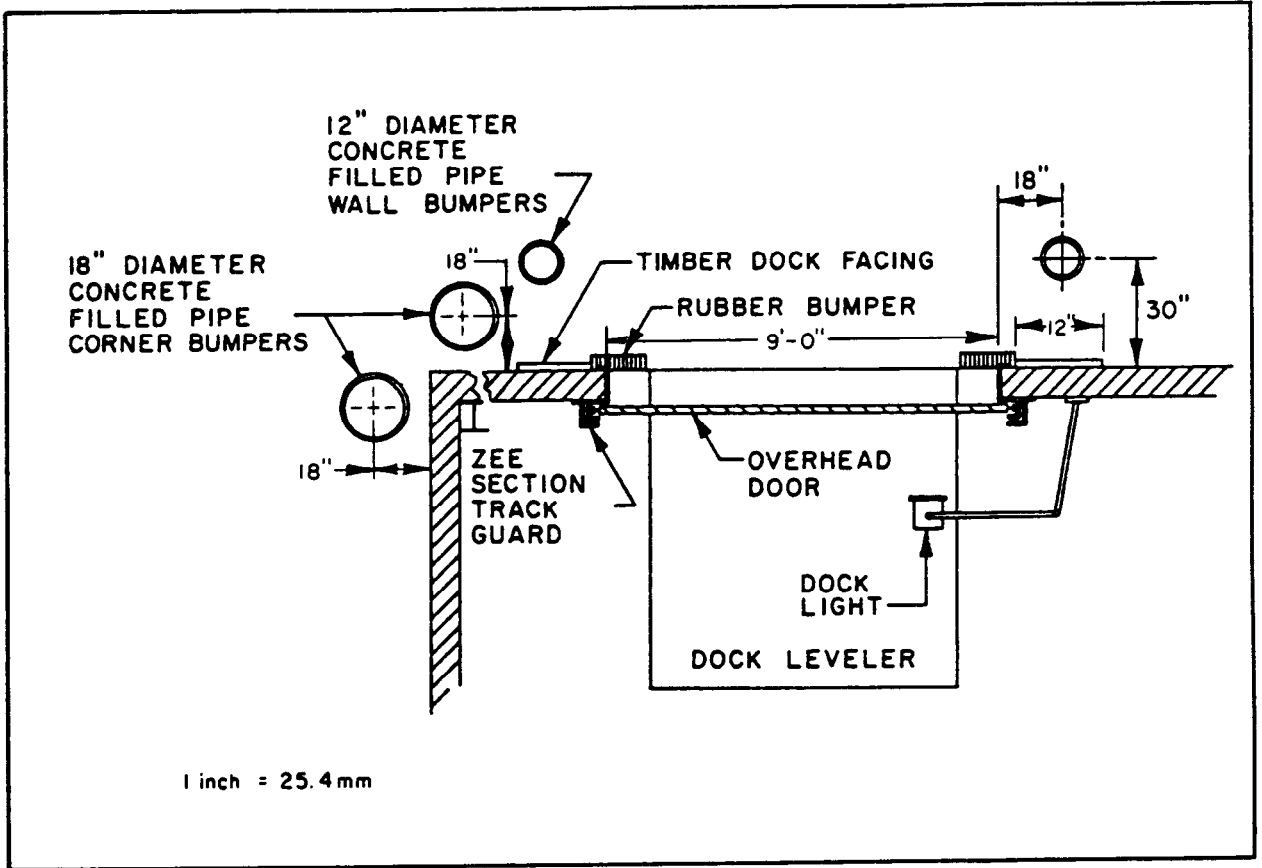 12" DIAMETER
CONCRETE
FILLED PIPE
WALL BUMPERS
18"
18" DIAMETER
CONCRETE
FILLED PIPE
CORNER BUMPERS
18"
TIMBER DOCK FACING
RUBBER BUMPER
9'-0"
12"
30"
18"
ZEE
SECTION
TRACK
GUARD
OVERHEAD
DOOR
DOCK
LIGHT
DOCK LEVELER
1 inch = 25.4mm